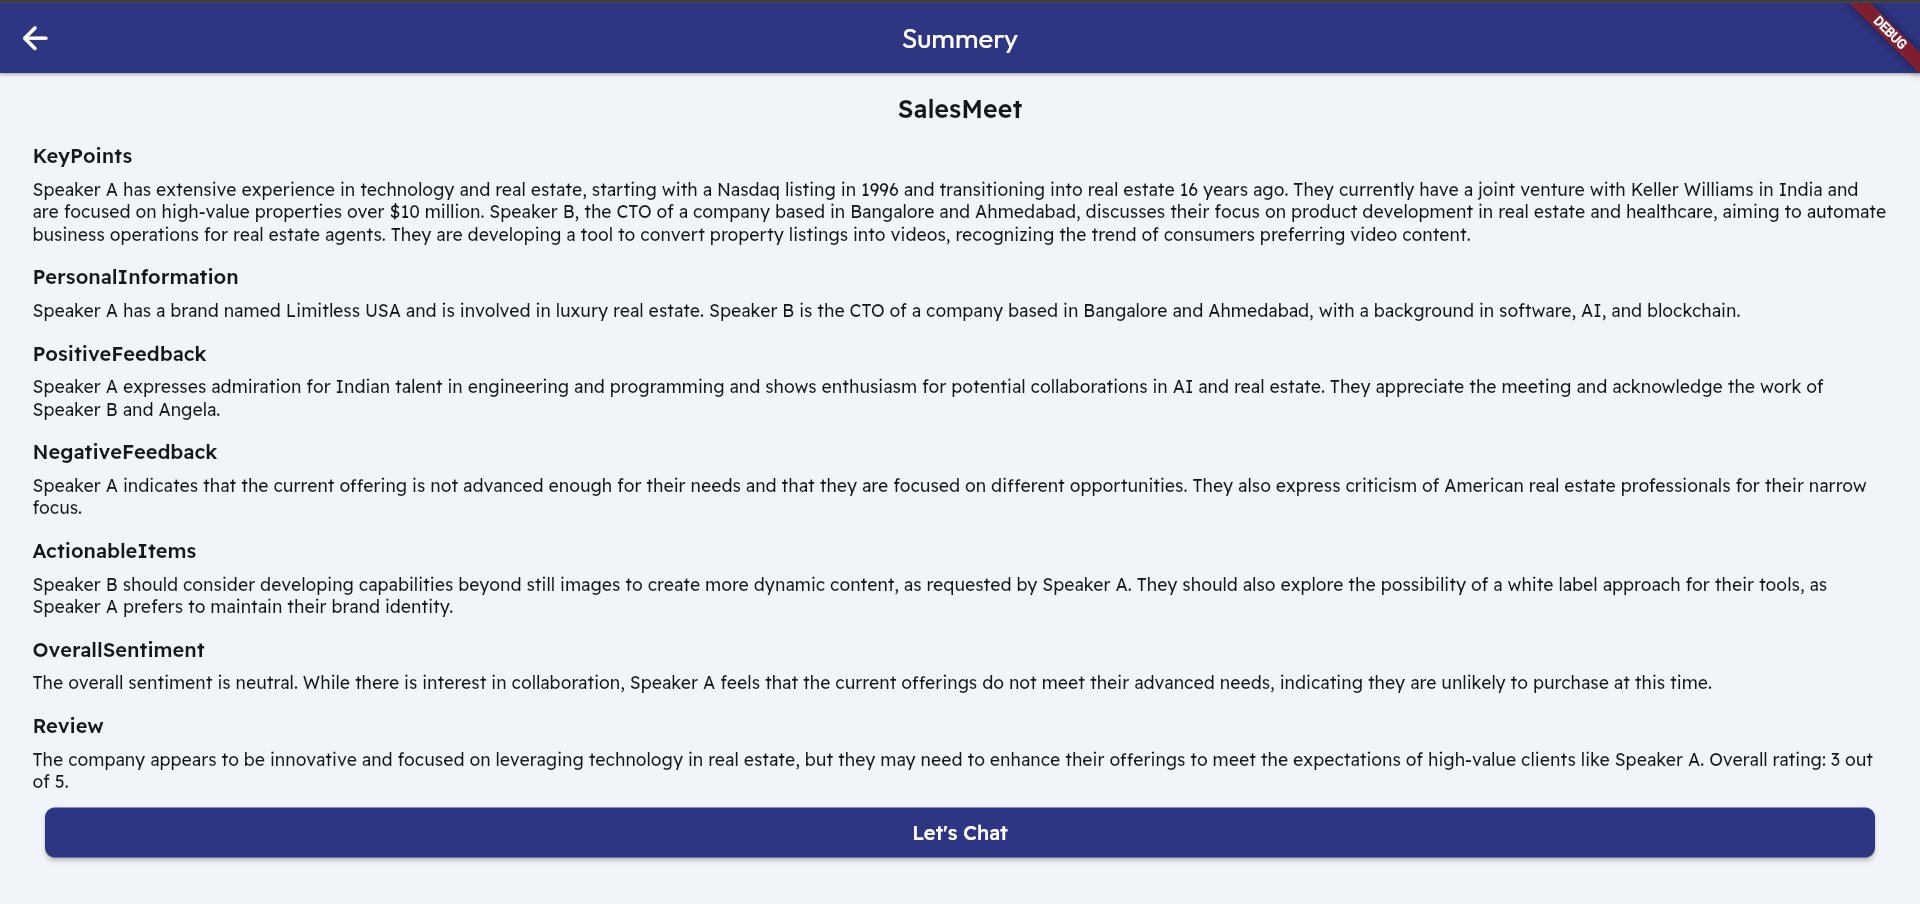 Summery
DEBUG
SalesMeet
KeyPoints
Speaker A has extensive experience in technology and real estate, starting with a Nasdaq listing in 1996 and transitioning into real estate 16 years ago. They currently have a joint venture with Keller Williams in India and
are focused on high-value properties over $10 million. Speaker B, the CTO of a company based in Bangalore and Ahmedabad, discusses their focus on product development in real estate and healthcare, aiming to automate
business operations for real estate agents. They are developing a tool to convert property listings into videos, recognizing the trend of consumers preferring video content.
PersonalInformation
Speaker A has a brand named Limitless USA and is involved in luxury real estate. Speaker B is the CTO of a company based in Bangalore and Ahmedabad, with a background in software, AI, and blockchain.
PositiveFeedback
Speaker A expresses admiration for Indian talent in engineering and programming and shows enthusiasm for potential collaborations in AI and real estate. They appreciate the meeting and acknowledge the work of
Speaker B and Angela.
NegativeFeedback
Speaker A indicates that the current offering is not advanced enough for their needs and that they are focused on different opportunities. They also express criticism of American real estate professionals for their narrow
focus.
ActionableItems
Speaker B should consider developing capabilities beyond still images to create more dynamic content, as requested by Speaker A. They should also explore the possibility of a white label approach for their tools, as
Speaker A prefers to maintain their brand identity.
OverallSentiment
The overall sentiment is neutral. While there is interest in collaboration, Speaker A feels that the current offerings do not meet their advanced needs, indicating they are unlikely to purchase at this time.
Review
The company appears to be innovative and focused on leveraging technology in real estate, but they may need to enhance their offerings to meet the expectations of high-value clients like Speaker A. Overall rating: 3 out
of 5.
Let's Chat